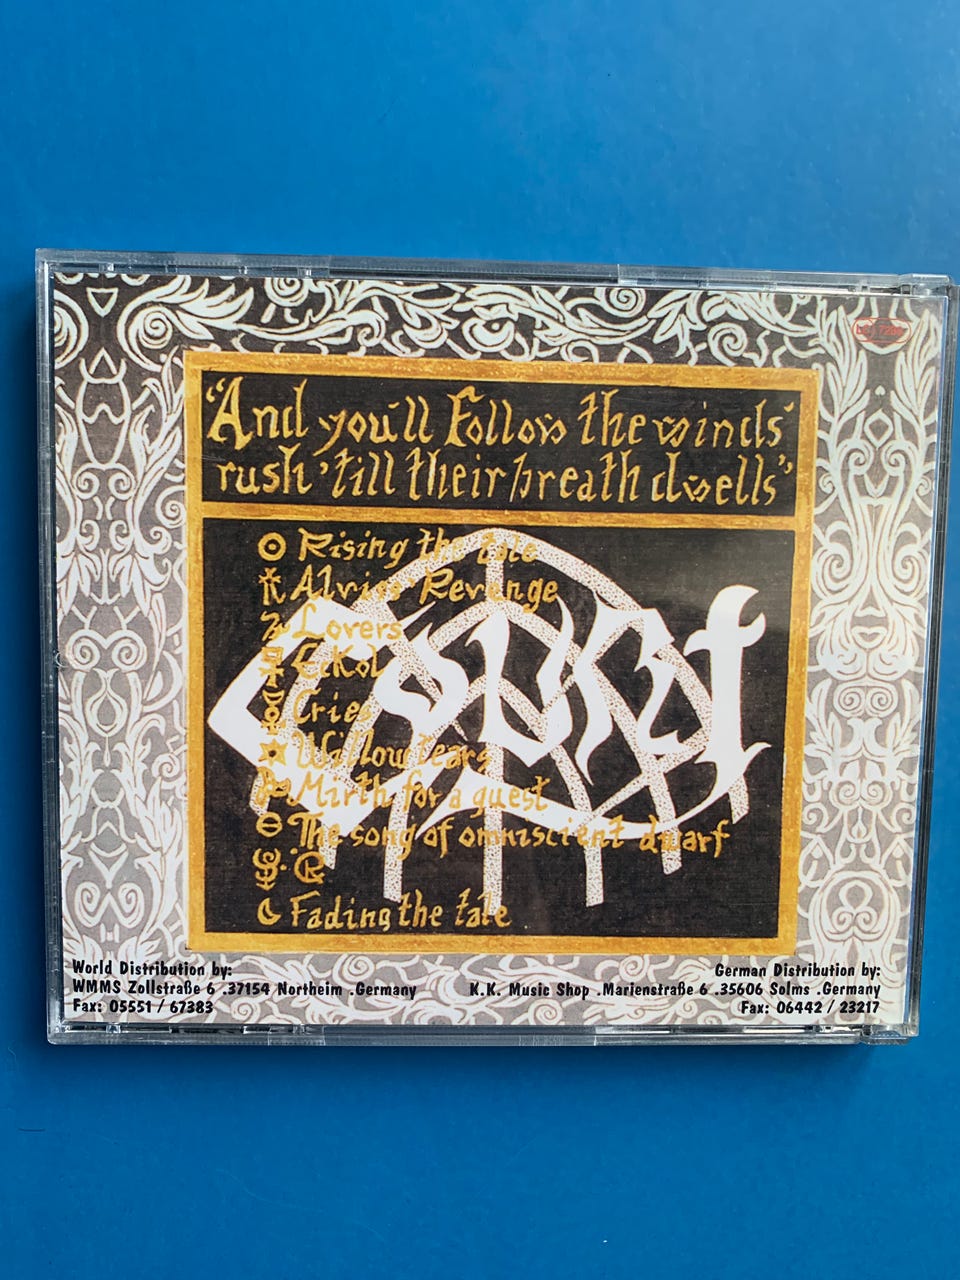 "And you'll Follow the winds'
rush 'till their breath dwells"
Rising the tale
Alviss' Revenge
Lovers
Cries
Willow tears
Mirth for a guest
The song of omniscient dwarf
R
Fading the tale
Court
World Distribution by:
WMMS Zollstraße 6 .37154 Northeim .Germany
Fax: 05551 / 67383
German Distribution by:
K.K. Music Shop .Marienstraße 6 .35606 Solms .Germany
Fax: 06442 / 23217